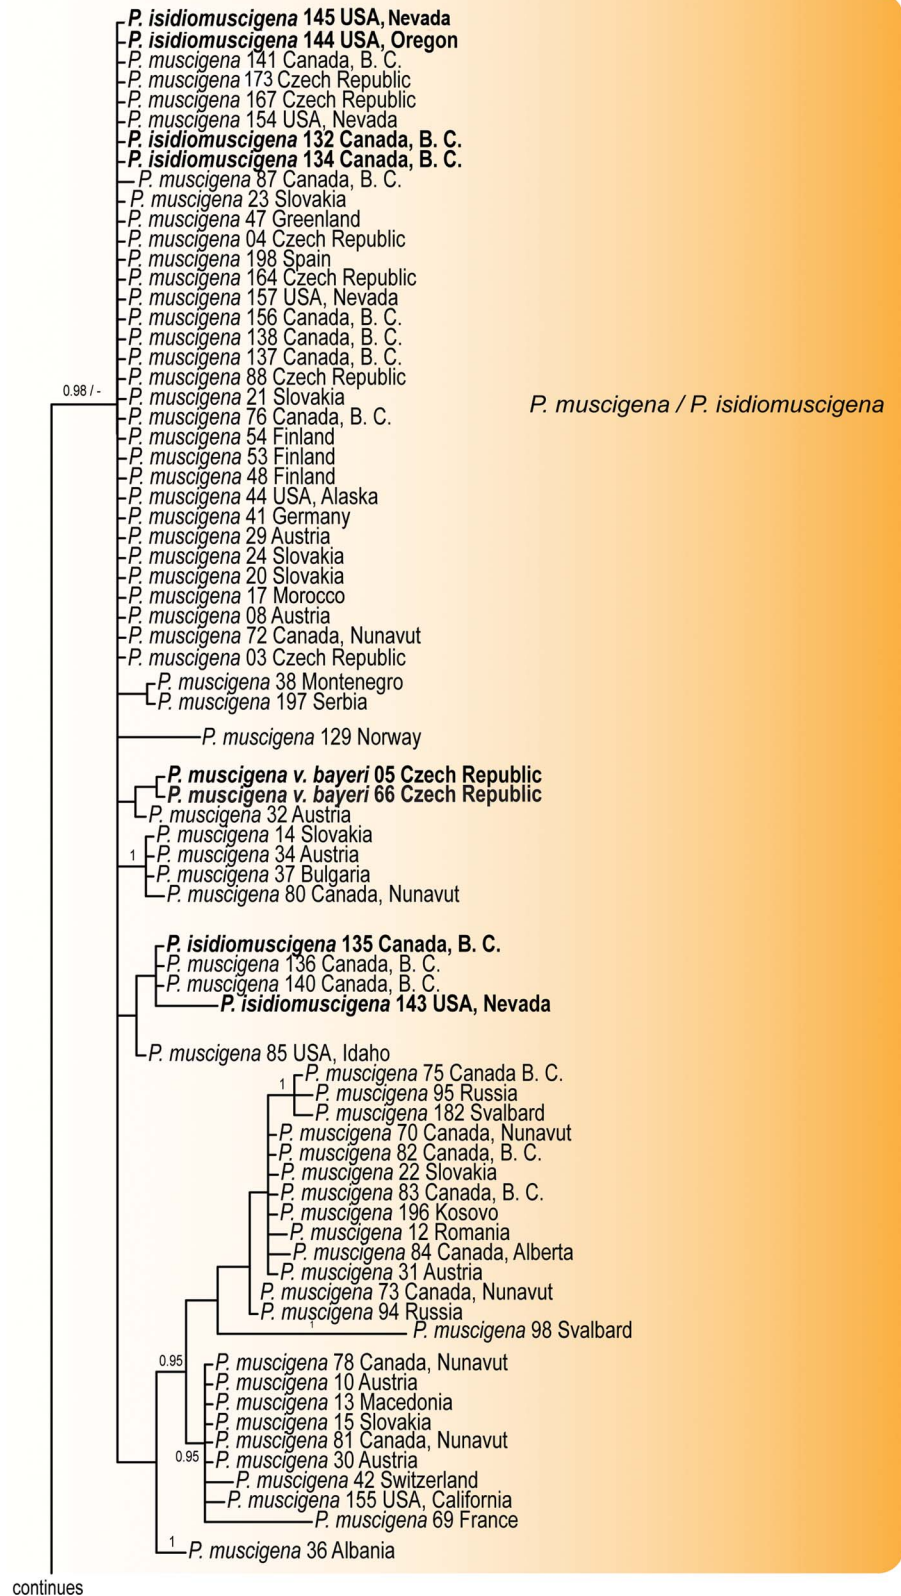 P. isidiomuscigena 145 USA, Nevada
P. isidiomuscigena 144 USA, Oregon
P. muscigena 141 Canada, B. C.
P. muscigena 173 Czech Republic
P. muscigena 167 Czech Republic
P. muscigena 154 USA, Nevada
P. isidiomuscigena 132 Canada, B. C.
P. isidiomuscigena 134 Canada, B. C.
P. muscigena 87 Canada, B. C.
P. muscigena 23 Slovakia
P. muscigena 47 Greenland
P. muscigena 04 Czech Republic
P. muscigena 198 Spain
P. muscigena 164 Czech Republic
P. muscigena 157 USA, Nevada
P. muscigena 156 Canada, B. C.
P. muscigena 138 Canada, B. C.
P. muscigena 137 Canada, B. C.
P. muscigena 88 Czech Republic
0.98 / -
P. muscigena 21 Slovakia
P. muscigena / P. isidiomuscigena
P. muscigena 76 Canada, B. C.
P. muscigena 54 Finland
P. muscigena 53 Finland
P. muscigena 48 Finland
P. muscigena 44 USA, Alaska
P. muscigena 41 Germany
P. muscigena 29 Austria
P. muscigena 24 Slovakia
P. muscigena 20 Slovakia
P. muscigena 17 Morocco
P. muscigena 08 Austria
P. muscigena 72 Canada, Nunavut
P. muscigena 03 Czech Republic
P. muscigena 38 Montenegro
P. muscigena 197 Serbia
P. muscigena 129 Norway
P. muscigena v. bayeri 05 Czech Republic
P. muscigena v. bayeri 66 Czech Republic
P. muscigena 32 Austria
P. muscigena 14 Slovakia
1
P. muscigena 34 Austria
P. muscigena 37 Bulgaria
P. muscigena 80 Canada, Nunavut
P. isidiomuscigena 135 Canada, B. C.
P. muscigena 136 Canada, B. C.
P. muscigena 140 Canada, B. C.
P. isidiomuscigena 143 USA, Nevada
P. muscigena 85 USA, Idaho
P. muscigena 75 Canada B. C.
1
P. muscigena 95 Russia
P. muscigena 182 Svalbard
P. muscigena 70 Canada, Nunavut
P. muscigena 82 Canada, B. C.
P. muscigena 22 Slovakia
P. muscigena 83 Canada, B. C.
P. muscigena 196 Kosovo
P. muscigena 12 Romania
P. muscigena 84 Canada, Alberta
P. muscigena 31 Austria
P. muscigena 73 Canada, Nunavut
P. muscigena 94 Russia
1
P. muscigena 98 Svalbard
0.95
P. muscigena 78 Canada, Nunavut
P. muscigena 10 Austria
P. muscigena 13 Macedonia
P. muscigena 15 Slovakia
P. muscigena 81 Canada, Nunavut
0.95
P. muscigena 30 Austria
P. muscigena 42 Switzerland
P. muscigena 155 USA, California
P. muscigena 69 France
1
P. muscigena 36 Albania
continues